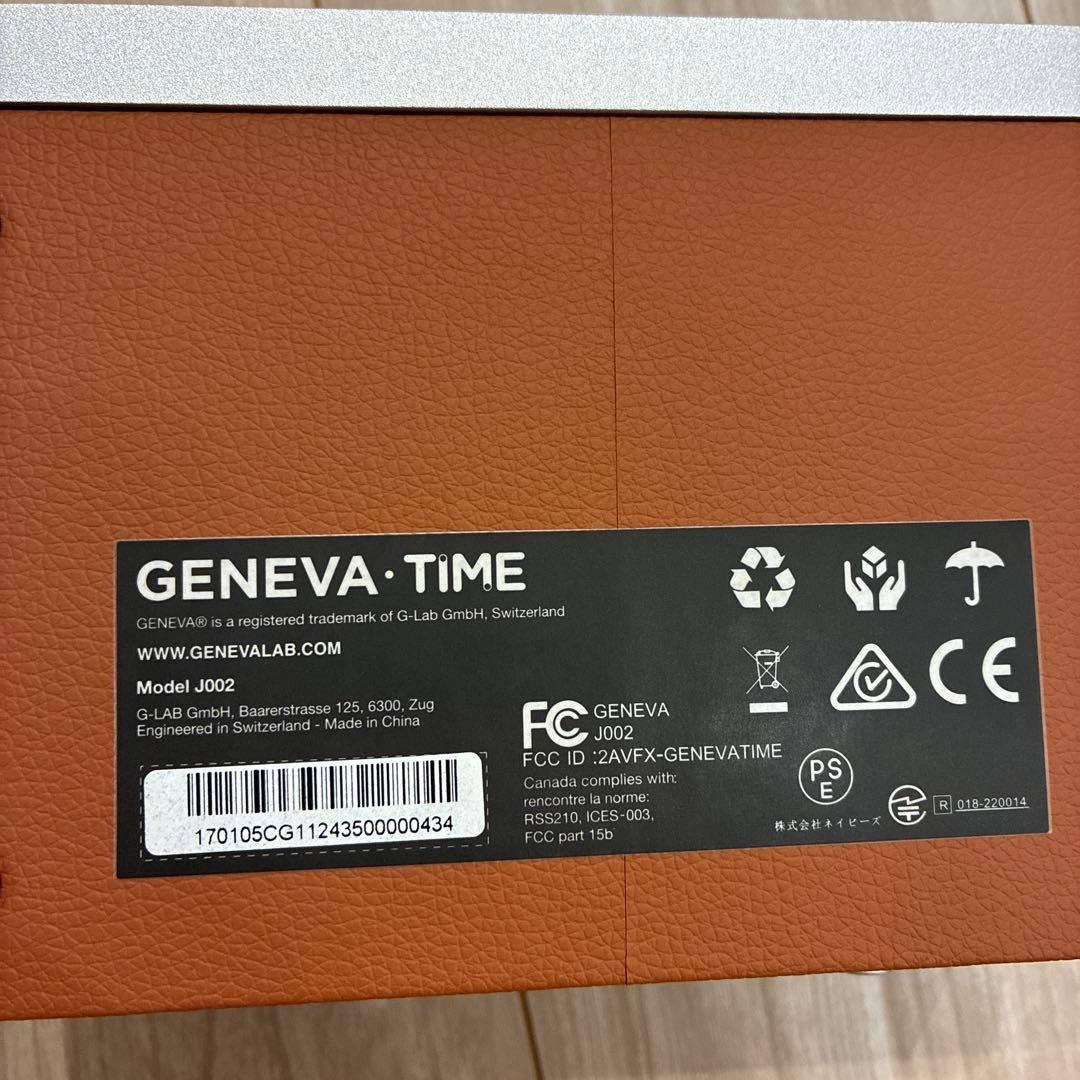 GENEVA · TiME
GENEVA® is a registered trademark of G-Lab GmbH, Switzerland
WWW.GENEVALAB.COM
Model J002
G-LAB GmbH, Baarerstrasse 125, 6300, Zug
Engineered in Switzerland - Made in China
170105CG11243500000434
FC GENEVA
J002
FCC ID :2AVFX-GENEVATIME
Canada complies with:
rencontre la norme:
RSS210, ICES-003,
FCC part 15b
CE
PS
E
株式会社ネイビーズ
R 018-220014